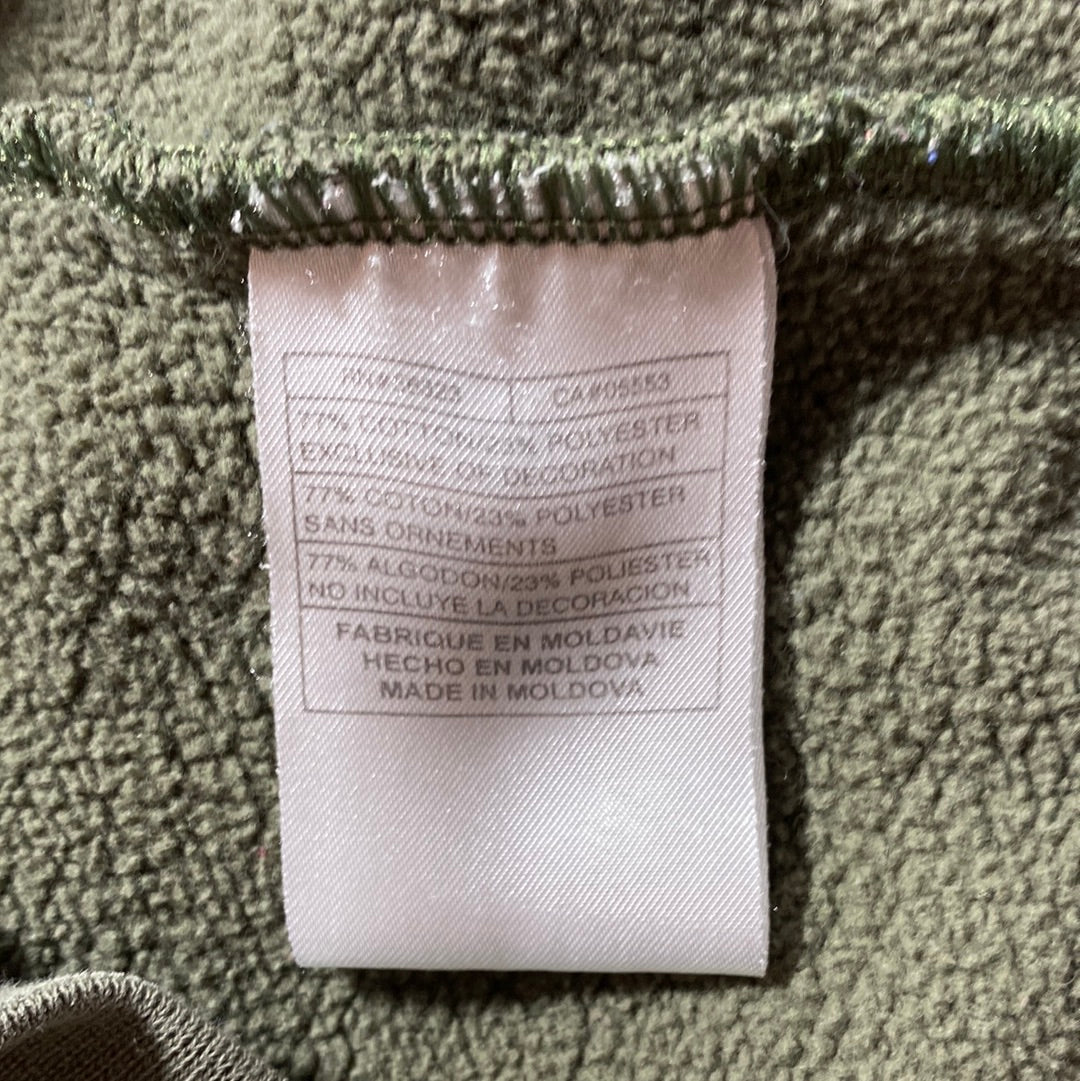 CA#05553
77% COTTON/23% POLYESTER
EXCLUSIVE OF DECORATION
77% COTON/23% POLYESTER
SANS ORNEMENTS
77% ALGODON/23% POLIESTER
NO INCLUYE LA DECORACION
FABRIQUE EN MOLDAVIE
HECHO EN MOLDOVA
MADE IN MOLDOVA